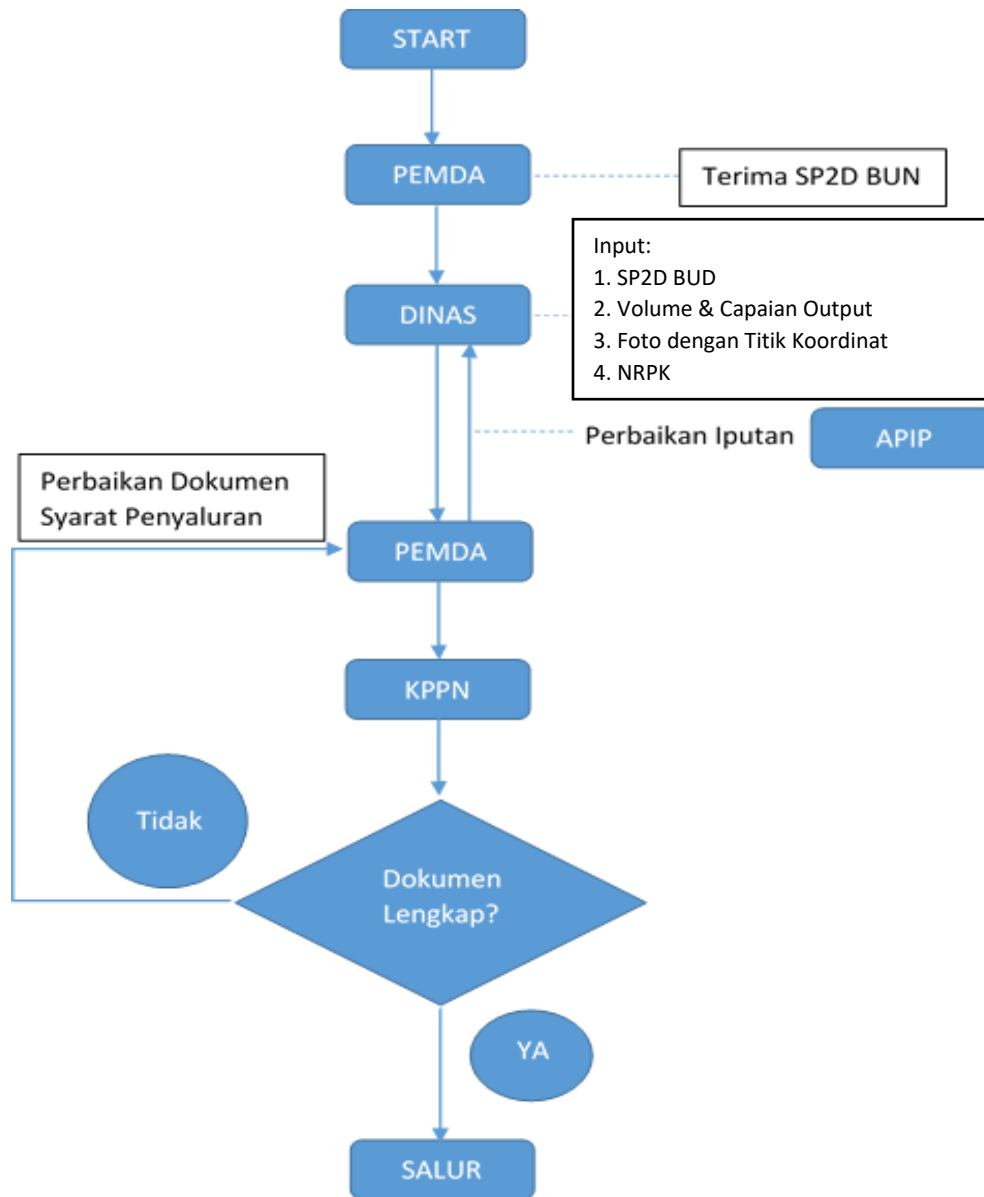 START
PEMDA
Terima SP2D BUN
Input:
1. SP2D BUD
2. Volume & Capaian Output
3. Foto dengan Titik Koordinat
4. NRPK
DINAS
Perbaikan Iputan
APIP
Perbaikan Dokumen
Syarat Penyaluran
PEMDA
KPPN
Tidak
Dokumen
Lengkap?
YA
SALUR